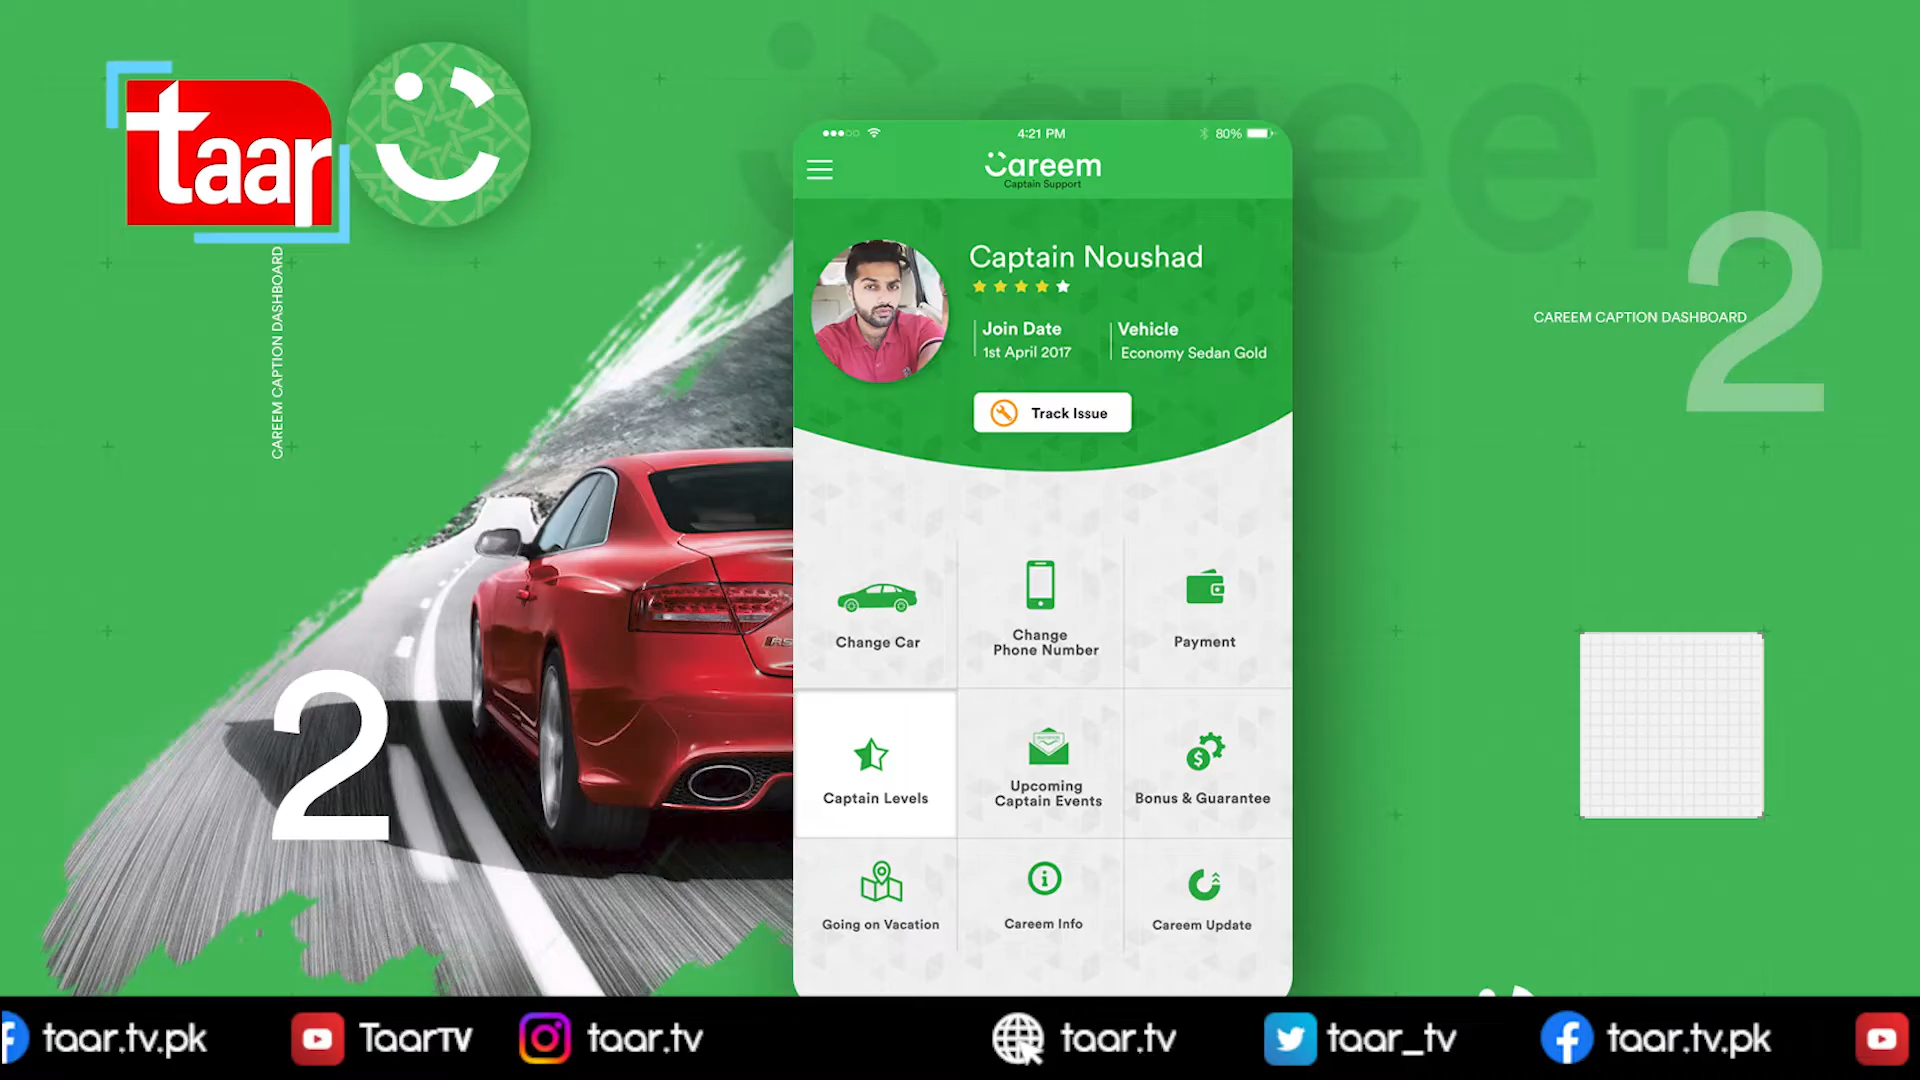 taar
CAREEM CAPTION DASHBOARD
2
4:21 PM
80%
Careem
Captain Support
Captain Noushad
Join Date
1st April 2017
Vehicle
Economy Sedan Gold
Track Issue
Change Car
Change
Phone Number
Payment
Captain Levels
Upcoming
Captain Events
Bonus & Guarantee
Going on Vacation
Careem Info
Careem Update
Careem
2
CAREEM CAPTION DASHBOARD
taar.tv.pk
TaarTV
taar.tv
taar.tv
taar_tv
taar.tv.pk